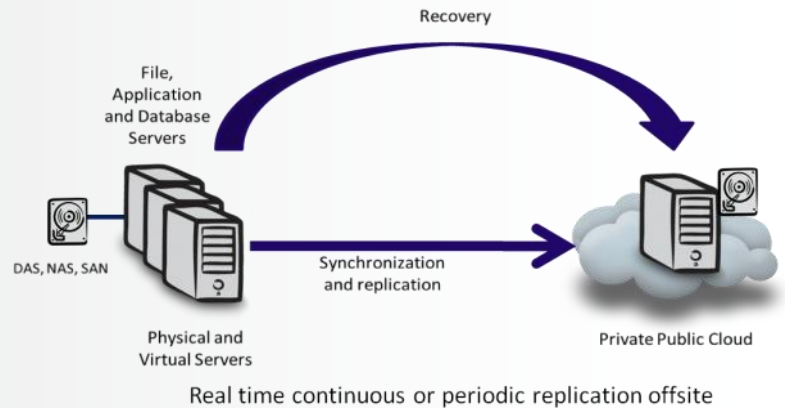 Recovery
File,
Application
and Database
Servers
DAS, NAS, SAN
Synchronization
and replication
Physical and
Virtual Servers
Private Public Cloud
Real time continuous or periodic replication offsite